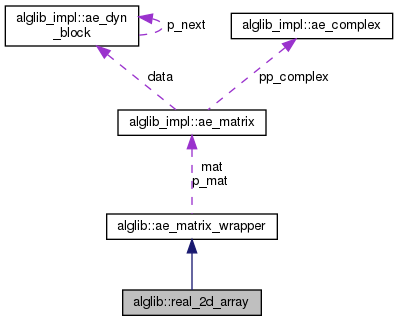 alglib_impl::ae_dyn
_block
p_next
alglib_impl::ae_complex
data
pp_complex
alglib_impl::ae_matrix
mat
p_mat
alglib::ae_matrix_wrapper
alglib::real_2d_array